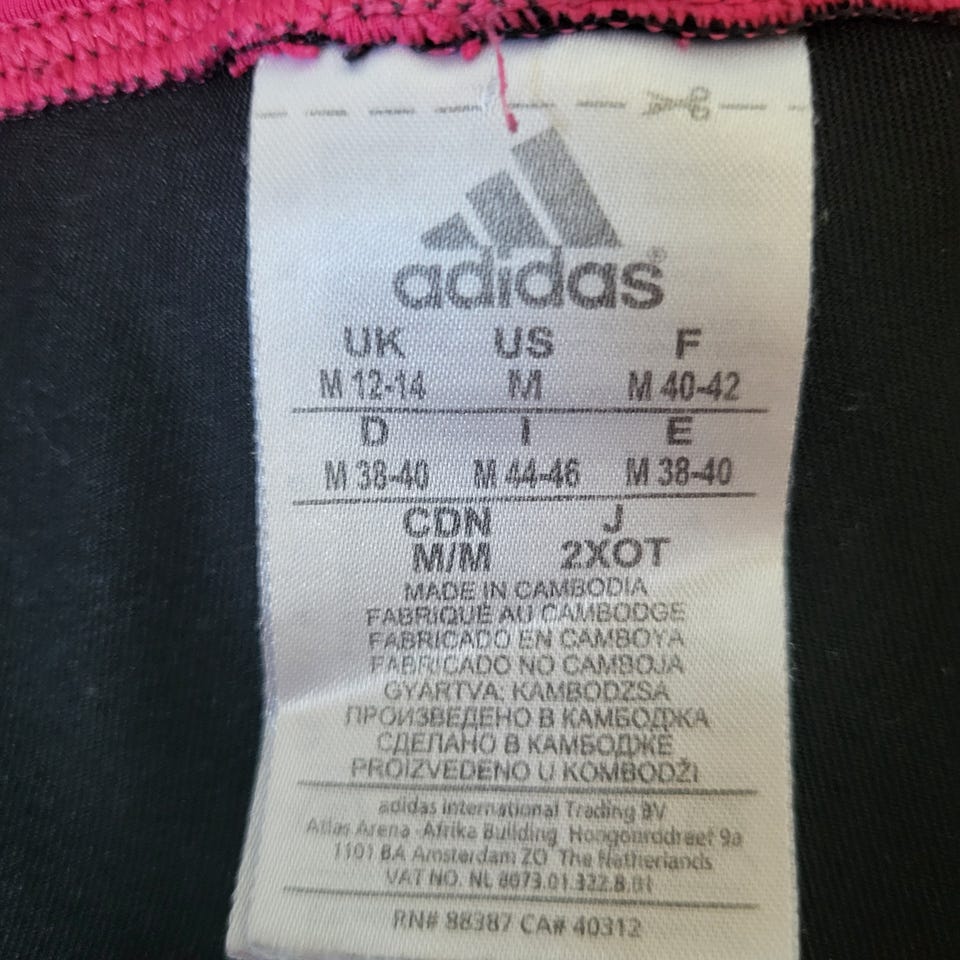 adidas®
UK US F
M 12-14 M M 40-42
D I E
M 38-40 M 44-46 M 38-40
CDN J
M/M 2XOT
MADE IN CAMBODIA
FABRIQUÉ AU CAMBODGE
FABRICADO EN CAMBOYA
FABRICADO NO CAMBOJA
GYÁRTVA: KAMBODZSA
ПРОИЗВЕДЕНО В КАМБОДЖА
СДЕЛАНО В КАМБОДЖЕ
PROIZVEDENO U KOMBODŽI
adidas International Trading BV
Atlas Arena - Afrika Building Hoogoorddreef 9a
1101 BA Amsterdam ZO The Netherlands
VAT NO. NL 8073.01.322.B.01
RN# 88387 CA# 40312